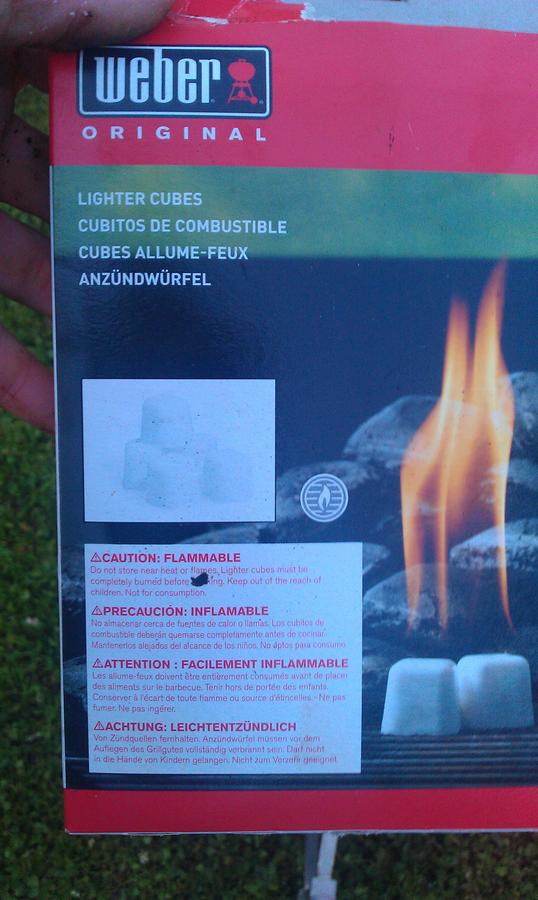 weber
ORIGINAL
LIGHTER CUBES
CUBITOS DE COMBUSTIBLE
CUBES ALLUME-FEUX
ANZÜNDWÜRFEL
⚠CAUTION: FLAMMABLE
Do not store near heat or flames. Lighter cubes must be
completely burned before ing. Keep out of the reach of
children. Not for consumption.
⚠PRECAUCIÓN: INFLAMABLE
No almacenar cerca de fuentes de calor o llamas. Los cubitos de
combustible deberán quemarse completamente antes de cocinar.
Mantenerlos alejados del alcance de los niños. No aptos para consumo.
⚠ATTENTION : FACILEMENT INFLAMMABLE
Les allume-feux doivent être entièrement consumés avant de placer
des aliments sur le barbecue. Tenir hors de portée des enfants.
Conserver à l'écart de toute flamme ou source d'étincelles. - Ne pas
fumer. Ne pas ingérer.
⚠ACHTUNG: LEICHTENTZÜNDLICH
Von Zündquellen fernhalten. Anzündwürfel müssen vor dem
Auflegen des Grillgutes vollständig verbrannt sein. Darf nicht
in die Hände von Kindern gelangen. Nicht zum Verzehr geeignet.